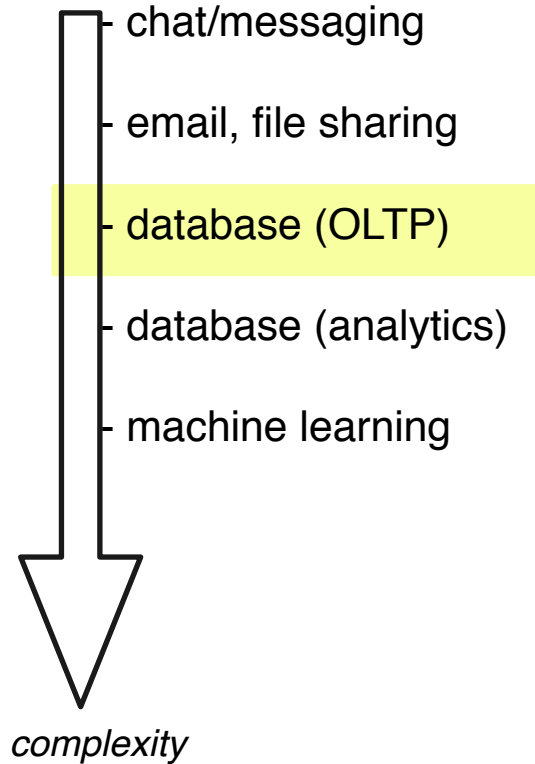 - chat/messaging
- email, file sharing
- database (OLTP)
- database (analytics)
- machine learning
complexity